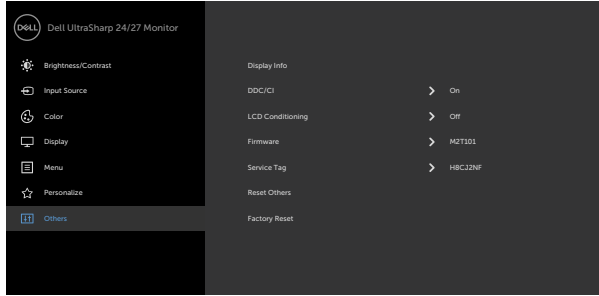 DELL Dell UltraSharp 24/27 Monitor
Brightness/Contrast
Input Source
Color
Display
Menu
Personalize
Others
Display Info
DDC/CI > On
LCD Conditioning > Off
Firmware > M2T101
Service Tag > H8CJ2NF
Reset Others
Factory Reset